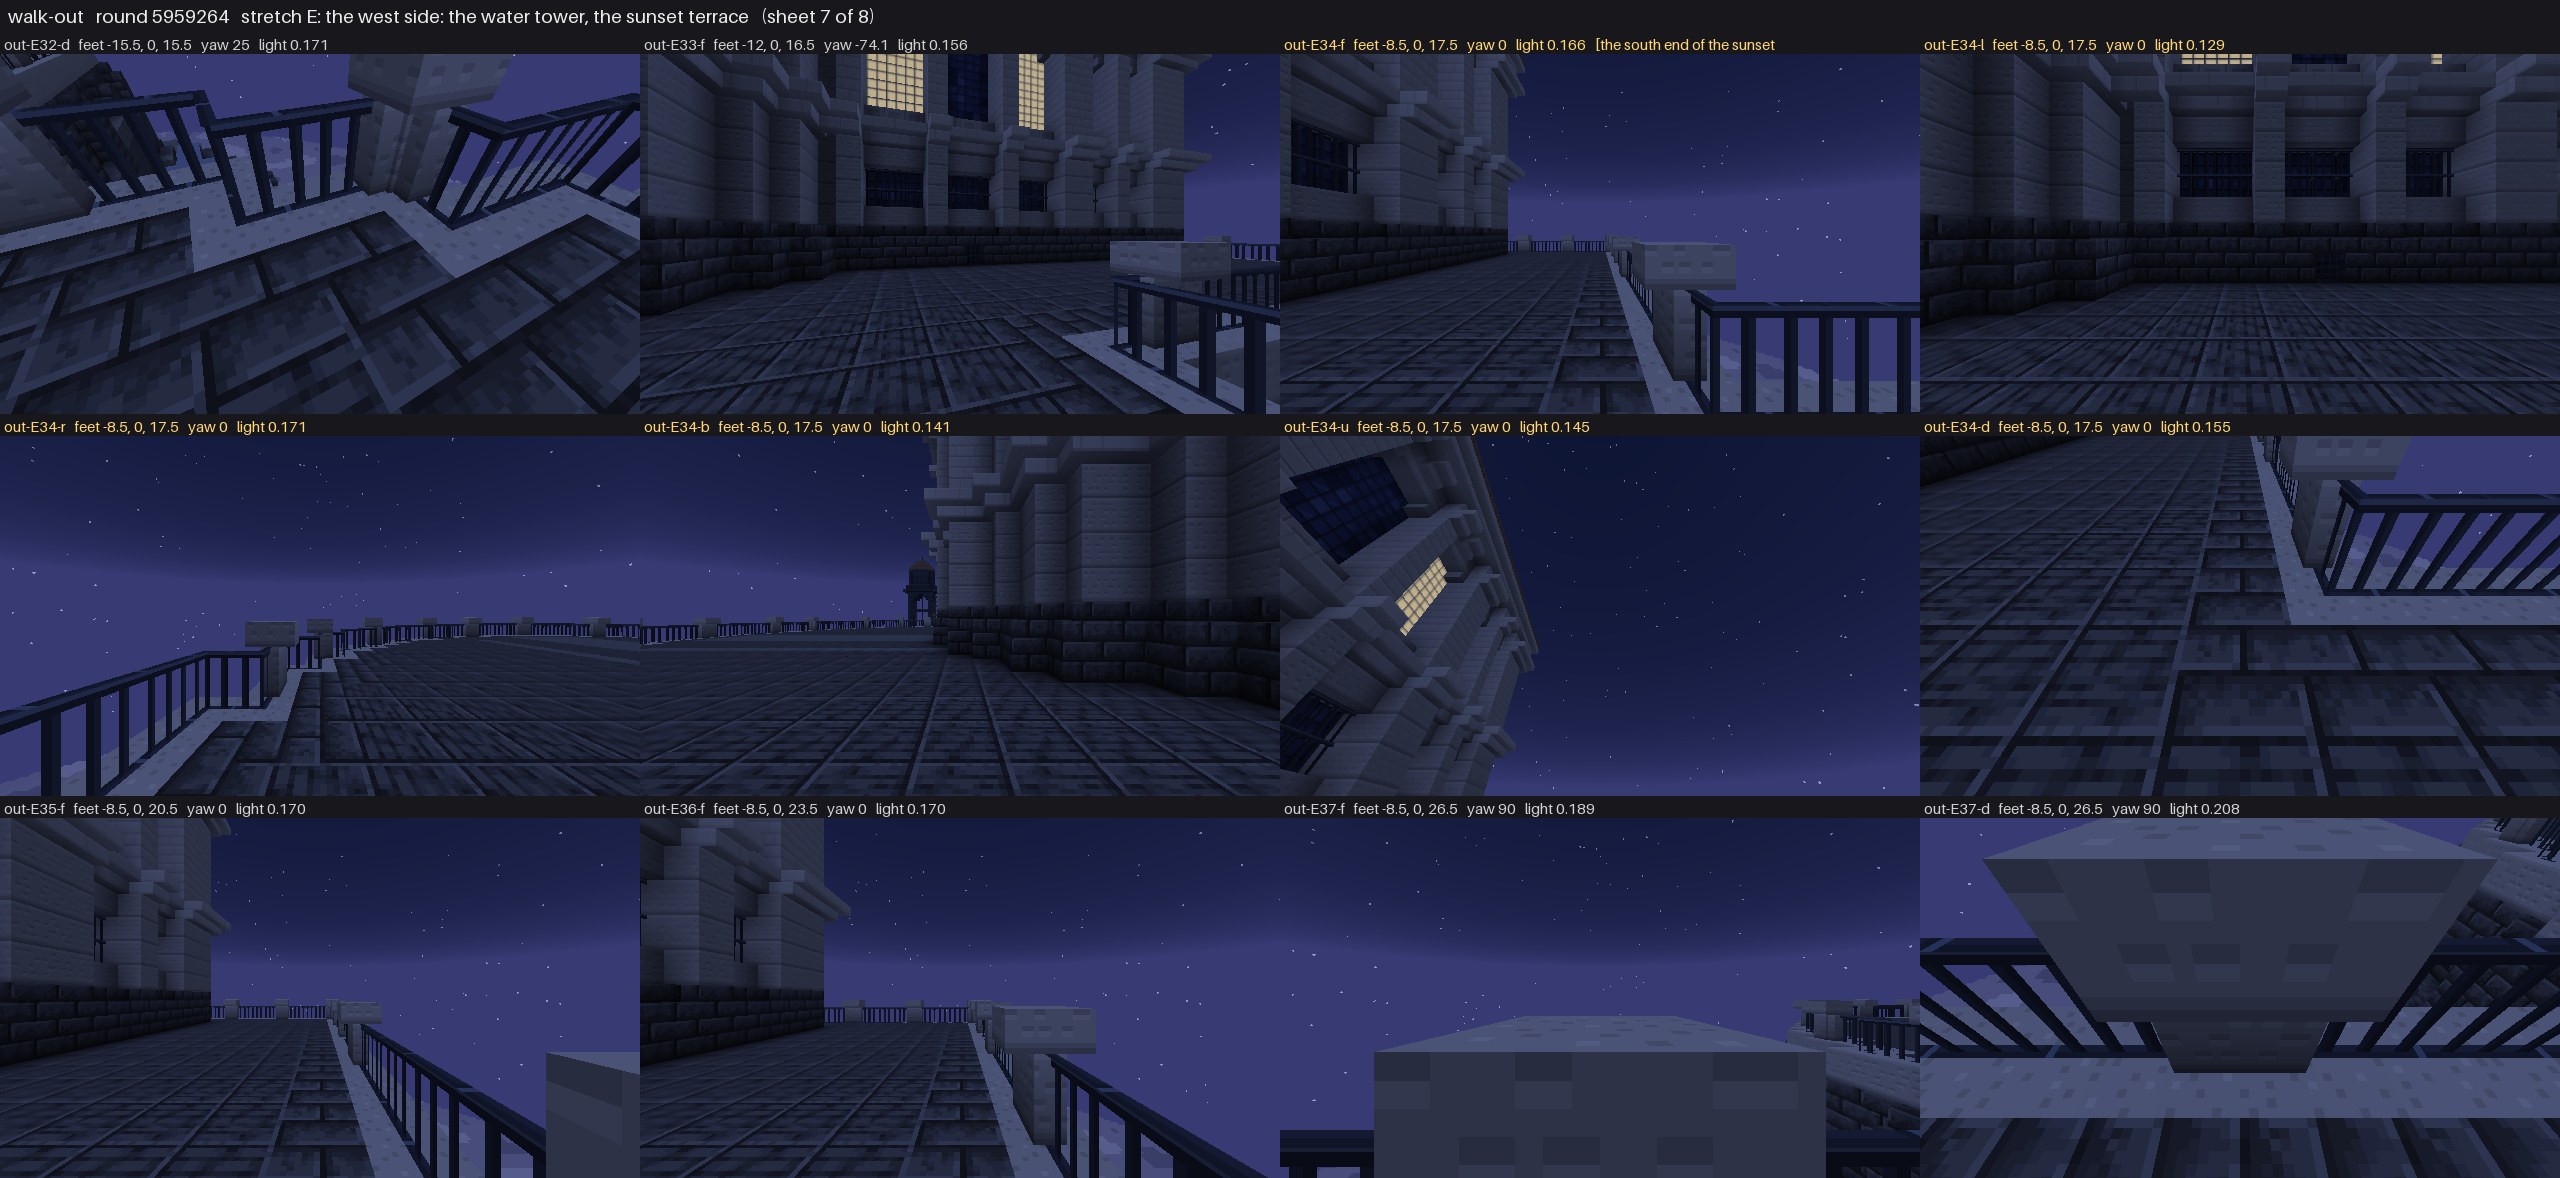 walk-out round 5959264 stretch E: the west side: the water tower, the sunset terrace (sheet 7 of 8)
out-E32-d feet -15.5, 0, 15.5 yaw 25 light 0.171
out-E33-f feet -12, 0, 16.5 yaw -74.1 light 0.156
out-E34-f feet -8.5, 0, 17.5 yaw 0 light 0.166 [the south end of the sunset
out-E34-l feet -8.5, 0, 17.5 yaw 0 light 0.129
out-E34-r feet -8.5, 0, 17.5 yaw 0 light 0.171
out-E34-b feet -8.5, 0, 17.5 yaw 0 light 0.141
out-E34-u feet -8.5, 0, 17.5 yaw 0 light 0.145
out-E34-d feet -8.5, 0, 17.5 yaw 0 light 0.155
out-E35-f feet -8.5, 0, 20.5 yaw 0 light 0.170
out-E36-f feet -8.5, 0, 23.5 yaw 0 light 0.170
out-E37-f feet -8.5, 0, 26.5 yaw 90 light 0.189
out-E37-d feet -8.5, 0, 26.5 yaw 90 light 0.208